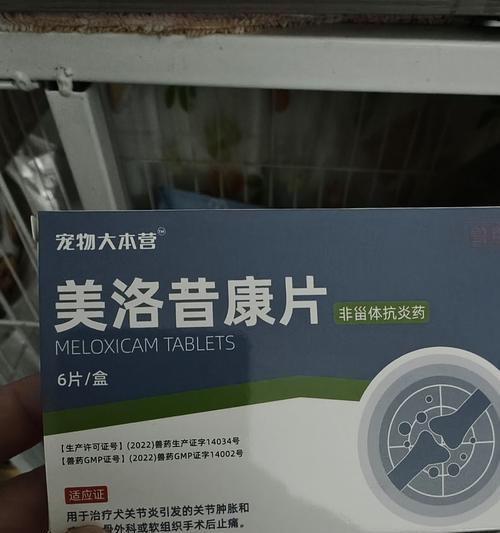 宠物大本营™
美洛昔康片
非甾体抗炎药
MELOXICAM TABLETS
6片/盒
【生产许可证号】(2022)兽药生产证字14034号
【兽药GMP证号】(2022)兽药GMP证字14002号
适应证
用于治疗犬关节炎引发的关节肿胀和
骨外科或软组织手术后止痛。